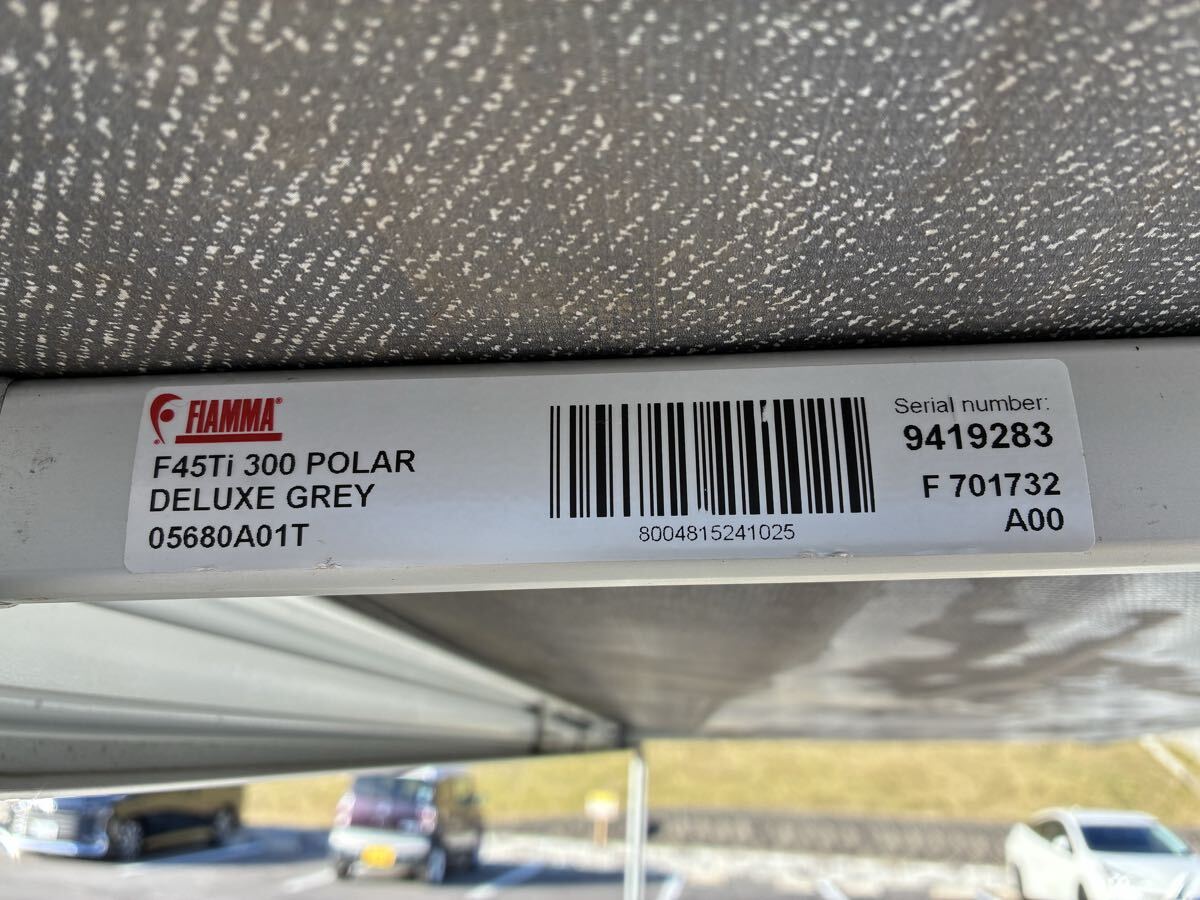 FIAMMA®
F45Ti 300 POLAR
DELUXE GREY
05680A01T
8004815241025
Serial number:
9419283
F 701732
A00